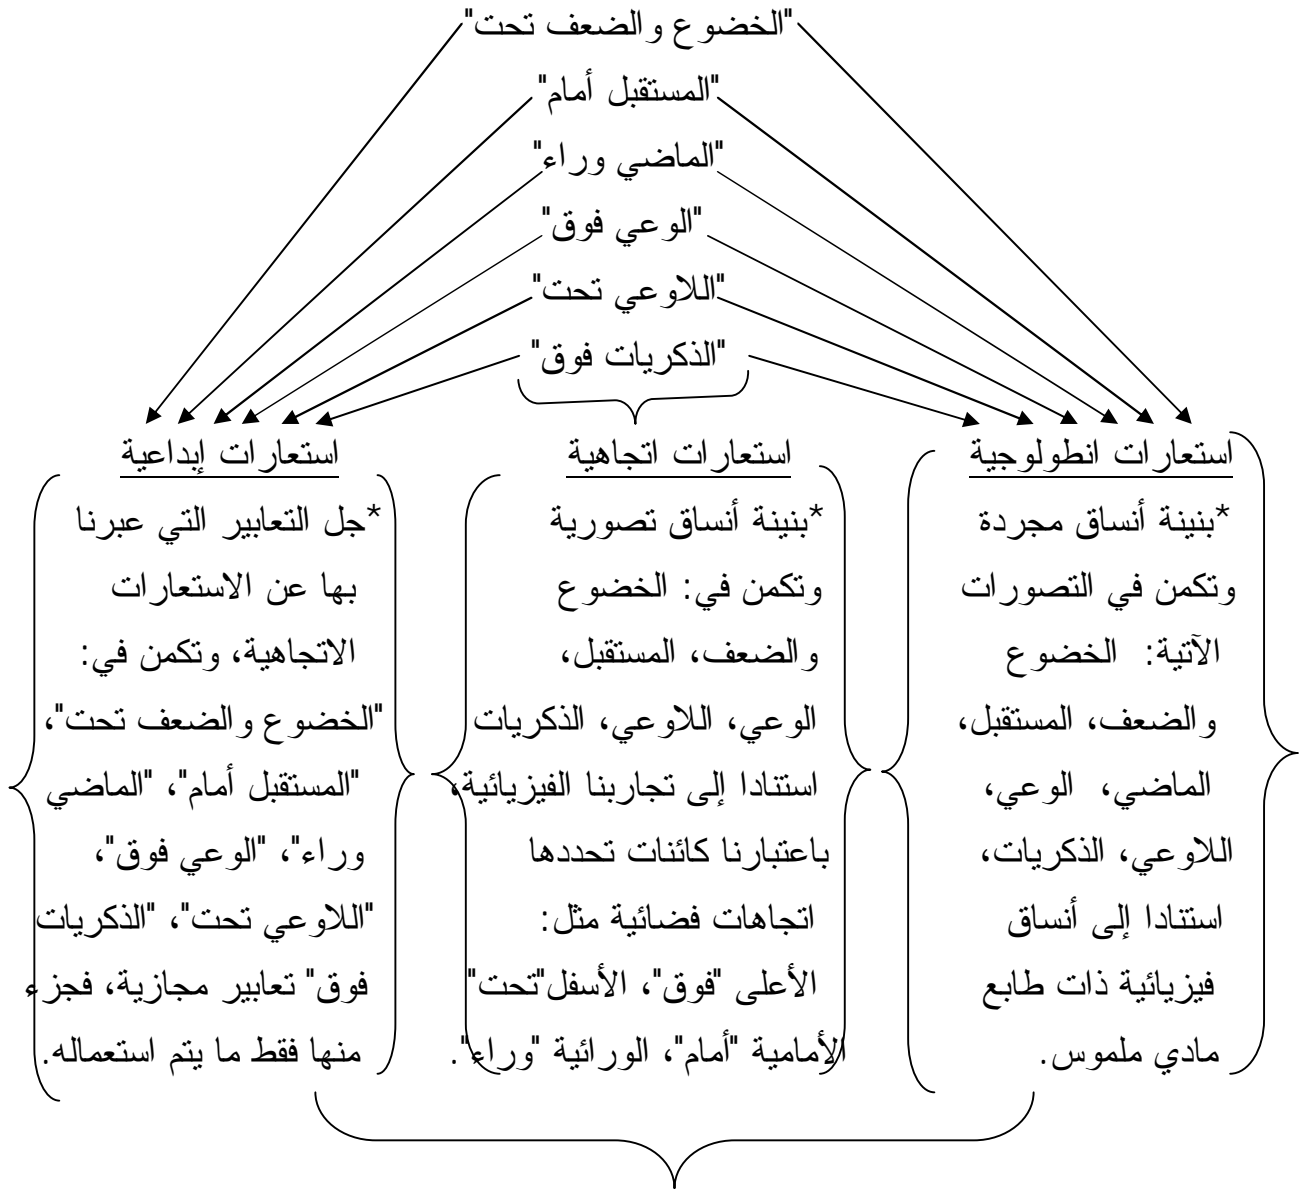 "الخضوع والضعف تحت"
"المستقبل أمام"
"الماضي وراء"
"الوعي فوق"
"اللاوعي تحت"
"الذكريات فوق"
استعارات انطولوجية
*بنينة أنساق مجردة
وتكمن في التصورات
الآتية: الخضوع
والضعف، المستقبل،
الماضي، الوعي،
اللاوعي، الذكريات،
استنادا إلى أنساق
فيزيائية ذات طابع
مادي ملموس.
استعارات اتجاهية
*بنينة أنساق تصورية
وتكمن في: الخضوع
والضعف، المستقبل،
الوعي، اللاوعي، الذكريات
استنادا إلى تجاربنا الفيزيائية،
باعتبارنا كائنات تحددها
اتجاهات فضائية مثل:
الأعلى "فوق"، الأسفل"تحت"
الأمامية "أمام"، الورائية "وراء".
استعارات إبداعية
*جل التعابير التي عبرنا
بها عن الاستعارات
الاتجاهية، وتكمن في:
"الخضوع والضعف تحت"،
"المستقبل أمام"، "الماضي
وراء"، "الوعي فوق"،
"اللاوعي تحت"، "الذكريات
فوق" تعابير مجازية، فجزء
منها فقط ما يتم استعماله.